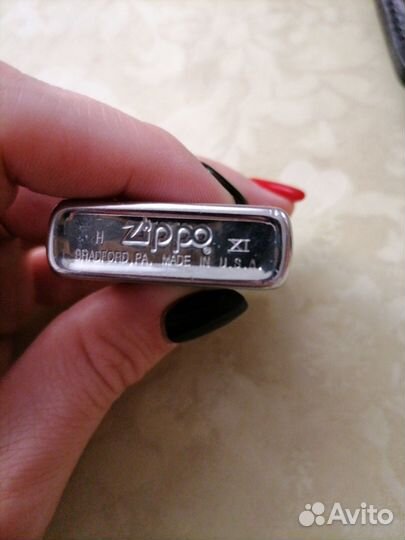 H Zippo XI
BRADFORD, PA. MADE IN U.S.A.
Avito